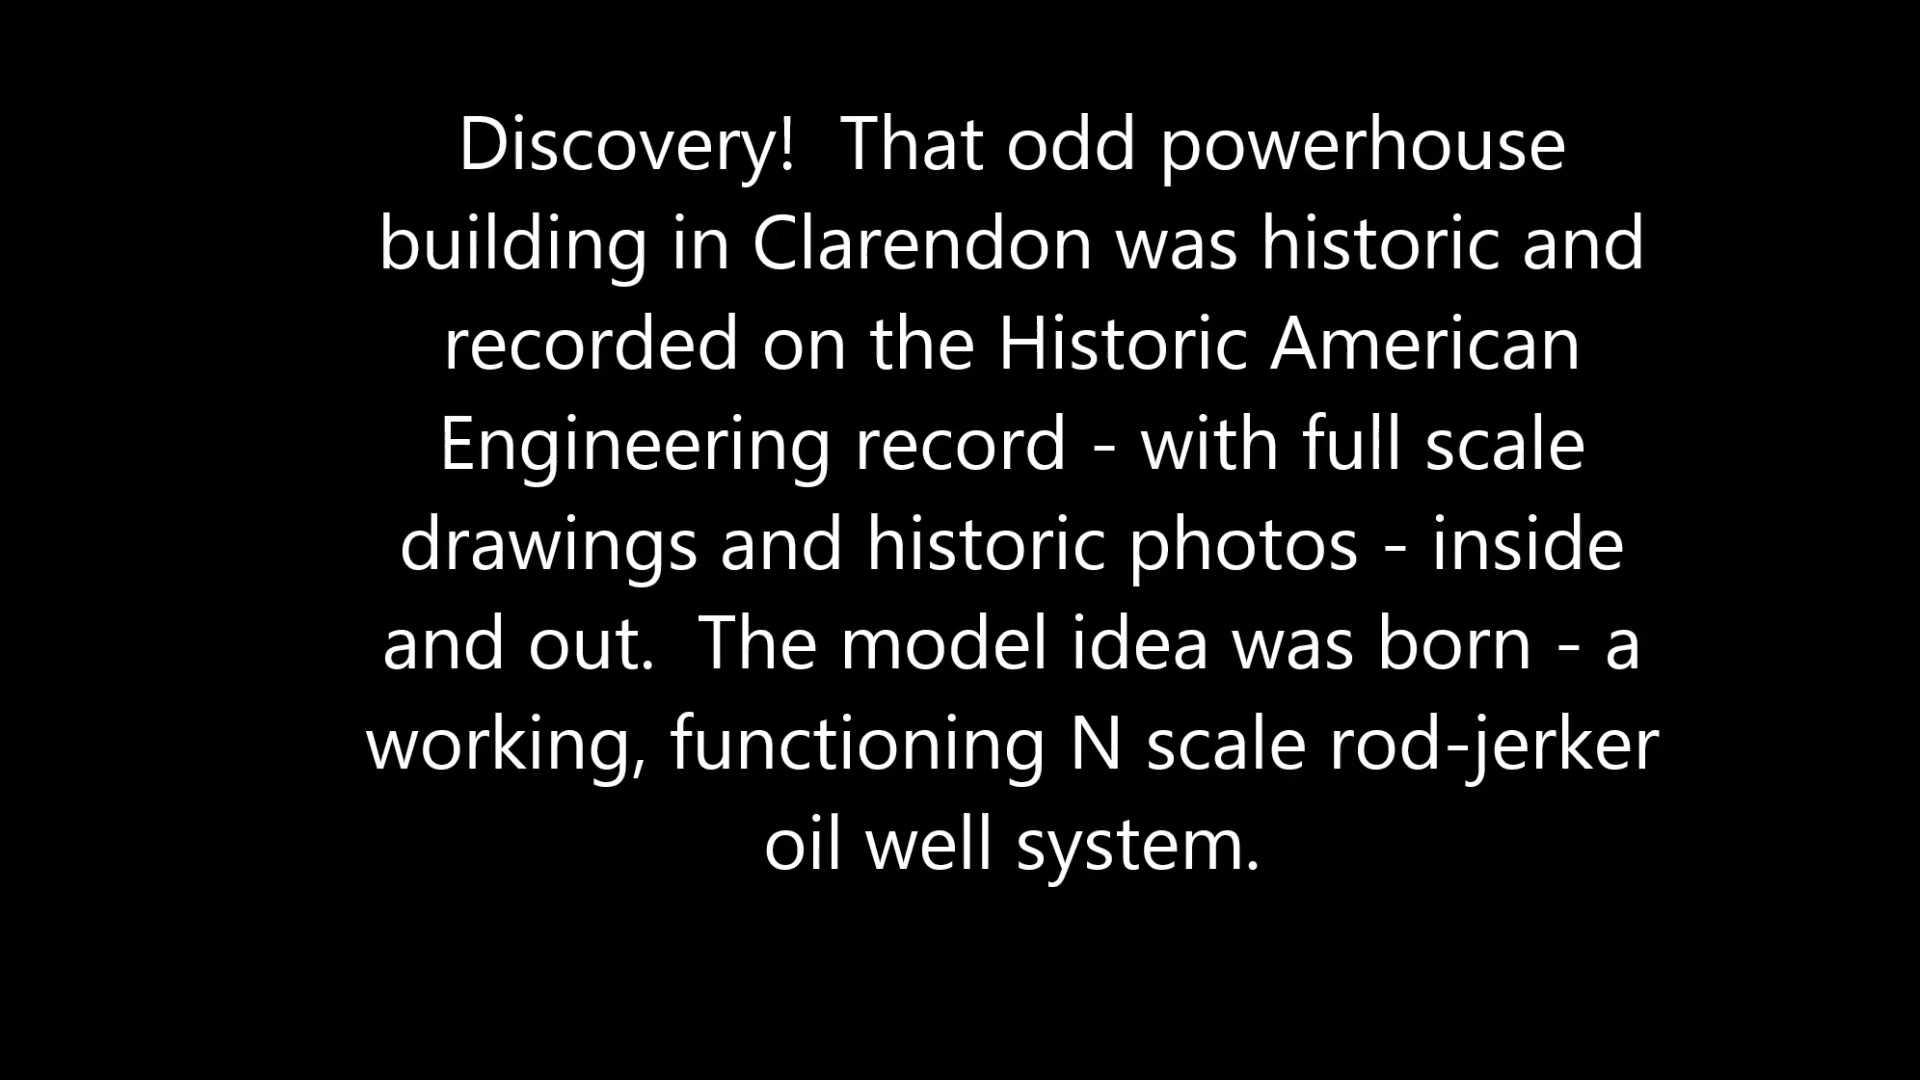 Discovery!  That odd powerhouse
building in Clarendon was historic and
recorded on the Historic American
Engineering record - with full scale
drawings and historic photos - inside
and out.  The model idea was born - a
working, functioning N scale rod-jerker
oil well system.